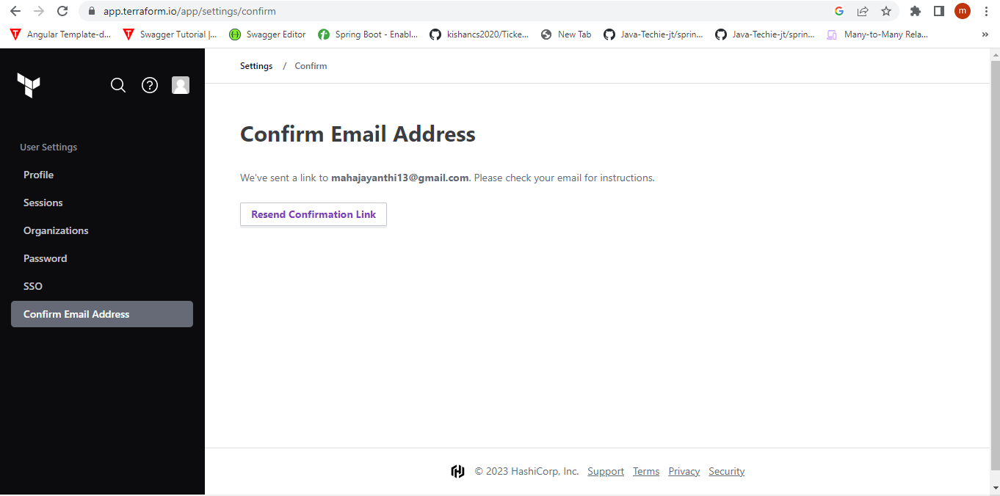 app.terraform.io/app/settings/confirm
m
Angular Template-d... Swagger Tutorial |... Swagger Editor Spring Boot - Enabl... kishancs2020/Ticke... New Tab Java-Techie-jt/sprin... Java-Techie-jt/sprin... Many-to-Many Rela... »
Settings / Confirm
User Settings
Profile
Sessions
Organizations
Password
SSO
Confirm Email Address
Confirm Email Address
We've sent a link to mahajayanthi13@gmail.com. Please check your email for instructions.
Resend Confirmation Link
© 2023 HashiCorp, Inc. Support Terms Privacy Security